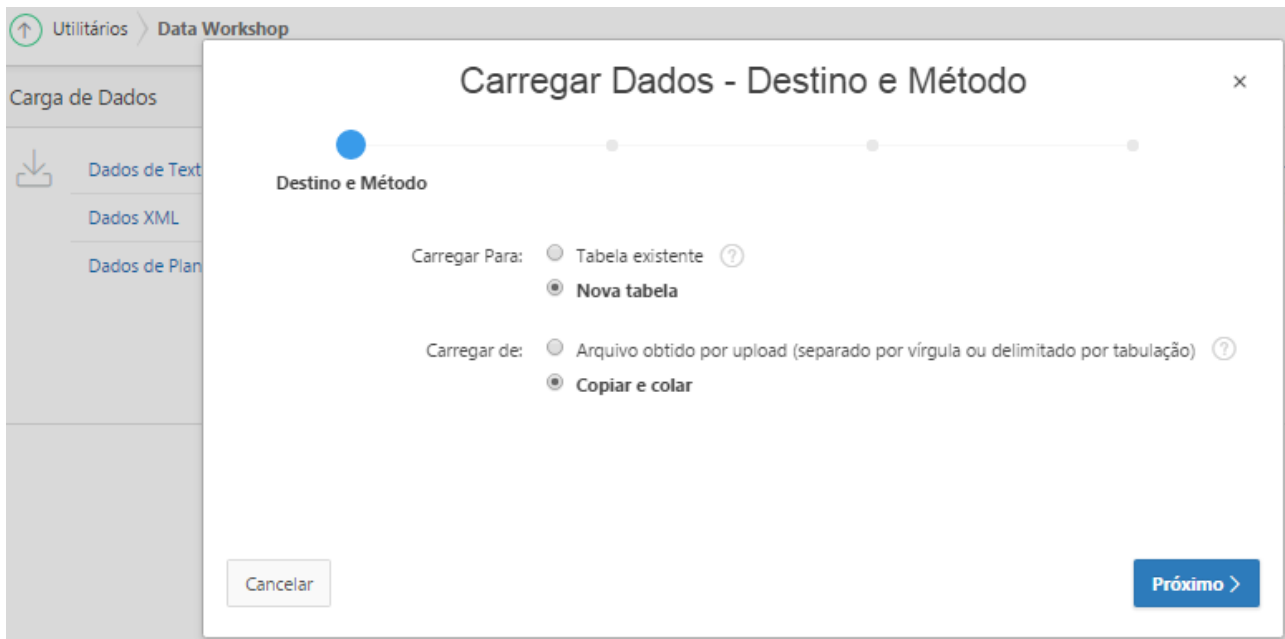 Utilitários Data Workshop
Carga de Dados
Dados de Text
Dados XML
Dados de Plan
Carregar Dados - Destino e Método ×
Destino e Método
Carregar Para: Tabela existente ?
Nova tabela
Carregar de: Arquivo obtido por upload (separado por vírgula ou delimitado por tabulação) ?
Copiar e colar
Cancelar Próximo >